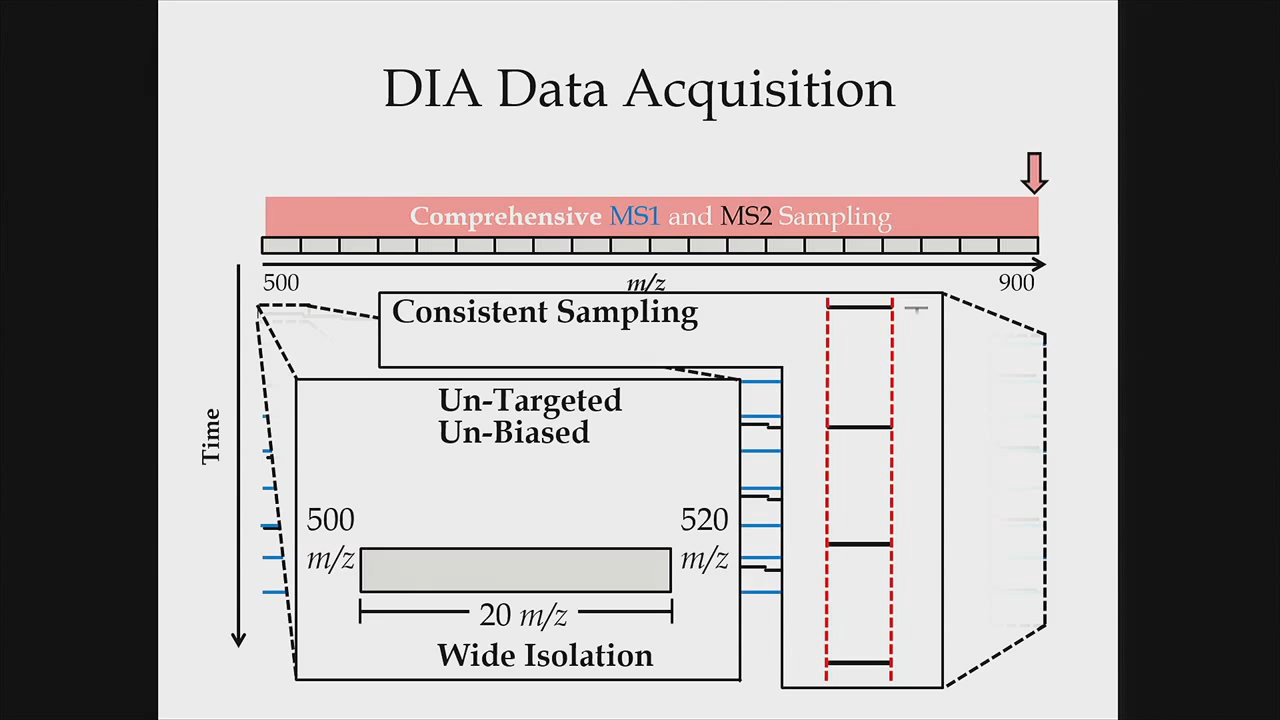 DIA Data Acquisition
Comprehensive MS1 and MS2 Sampling
500
m/z
900
Consistent Sampling
Time
Un-Targeted
Un-Biased
500
m/z
520
m/z
20 m/z
Wide Isolation